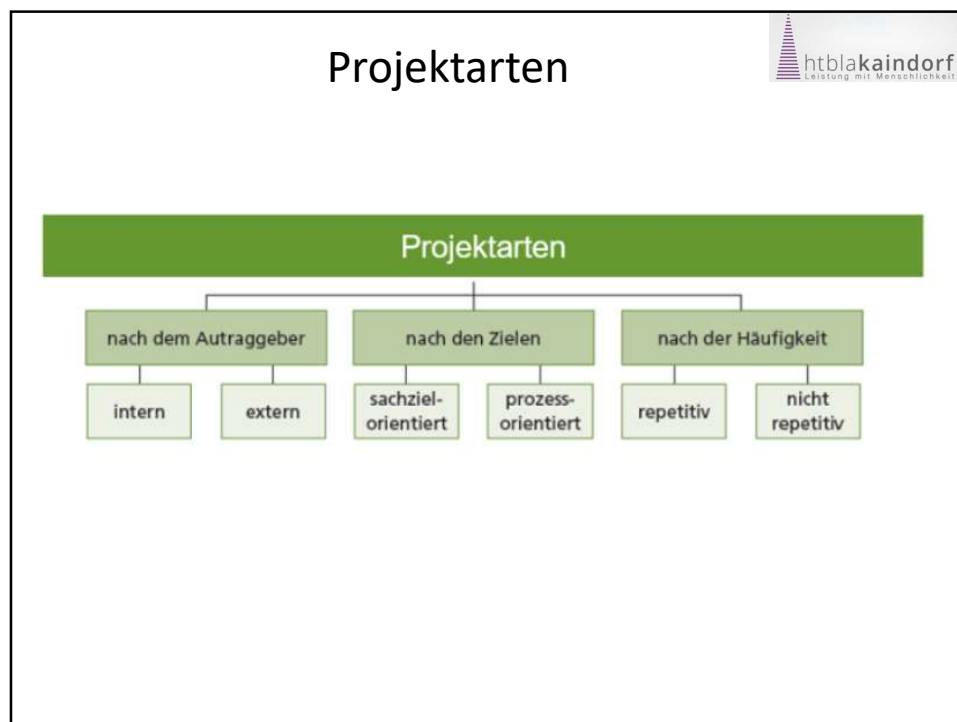 Projektarten
htblakaindorf
Leistung mit Menschlichkeit
Projektarten
nach dem Autraggeber
nach den Zielen
nach der Häufigkeit
intern
extern
sachziel-
orientiert
prozess-
orientiert
repetitiv
nicht
repetitiv